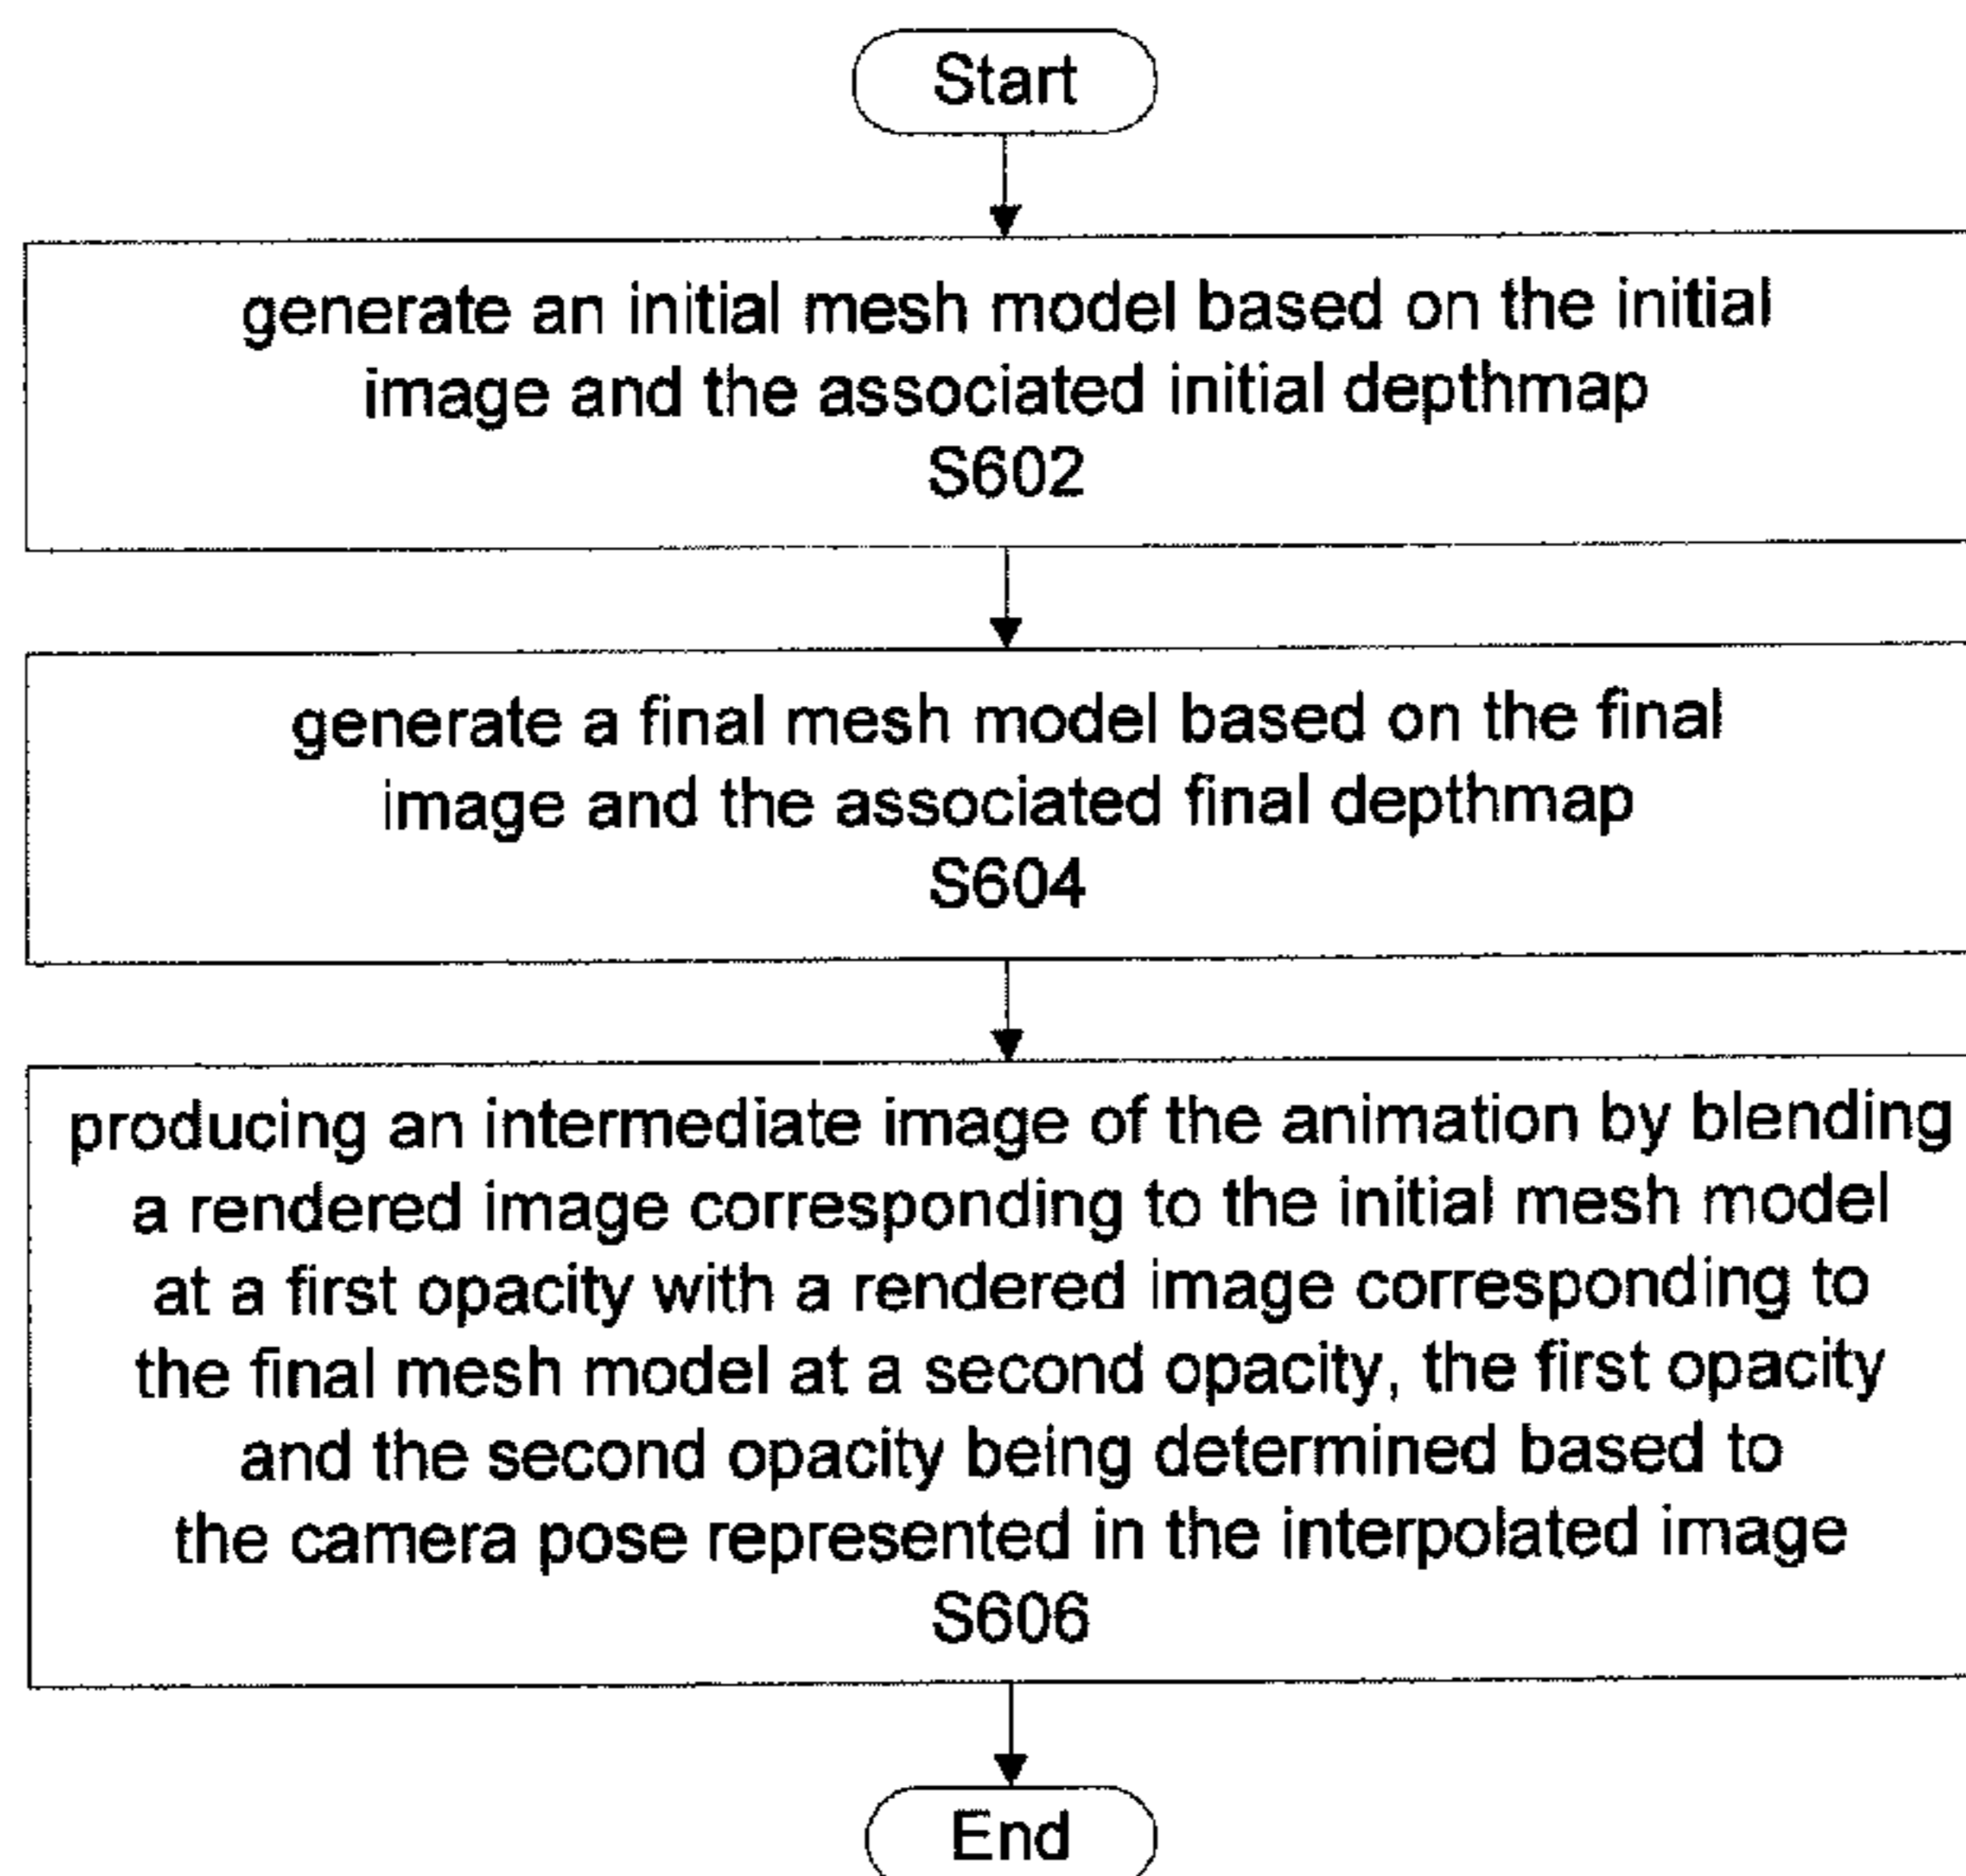 Start
generate an initial mesh model based on the initial
image and the associated initial depthmap
S602
generate a final mesh model based on the final
image and the associated final depthmap
S604
producing an intermediate image of the animation by blending
a rendered image corresponding to the initial mesh model
at a first opacity with a rendered image corresponding to
the final mesh model at a second opacity, the first opacity
and the second opacity being determined based to
the camera pose represented in the interpolated image
S606
End